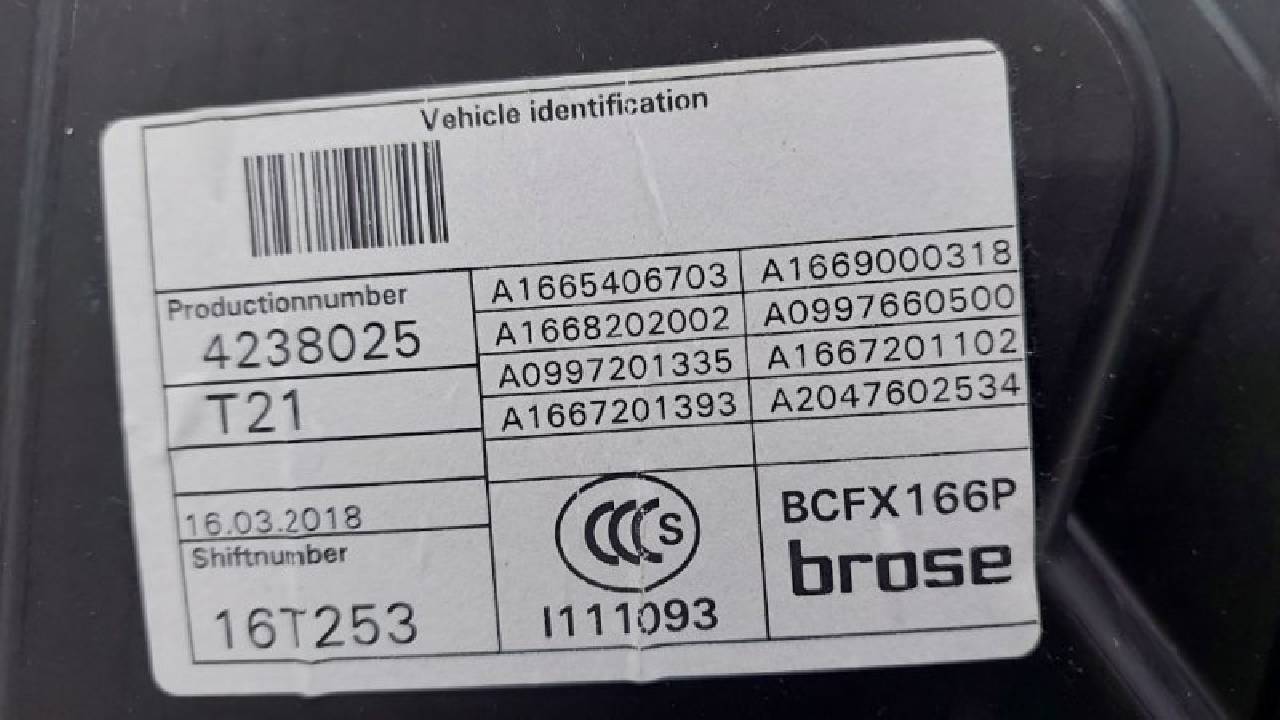 Vehicle identification
Productionnumber
4238025
T21
16.03.2018
Shiftnumber
16T253
A1665406703 A1669000318
A1668202002 A0997660500
A0997201335 A1667201102
A1667201393 A2047602534
CCC S
I111093
BCFX166P
brose